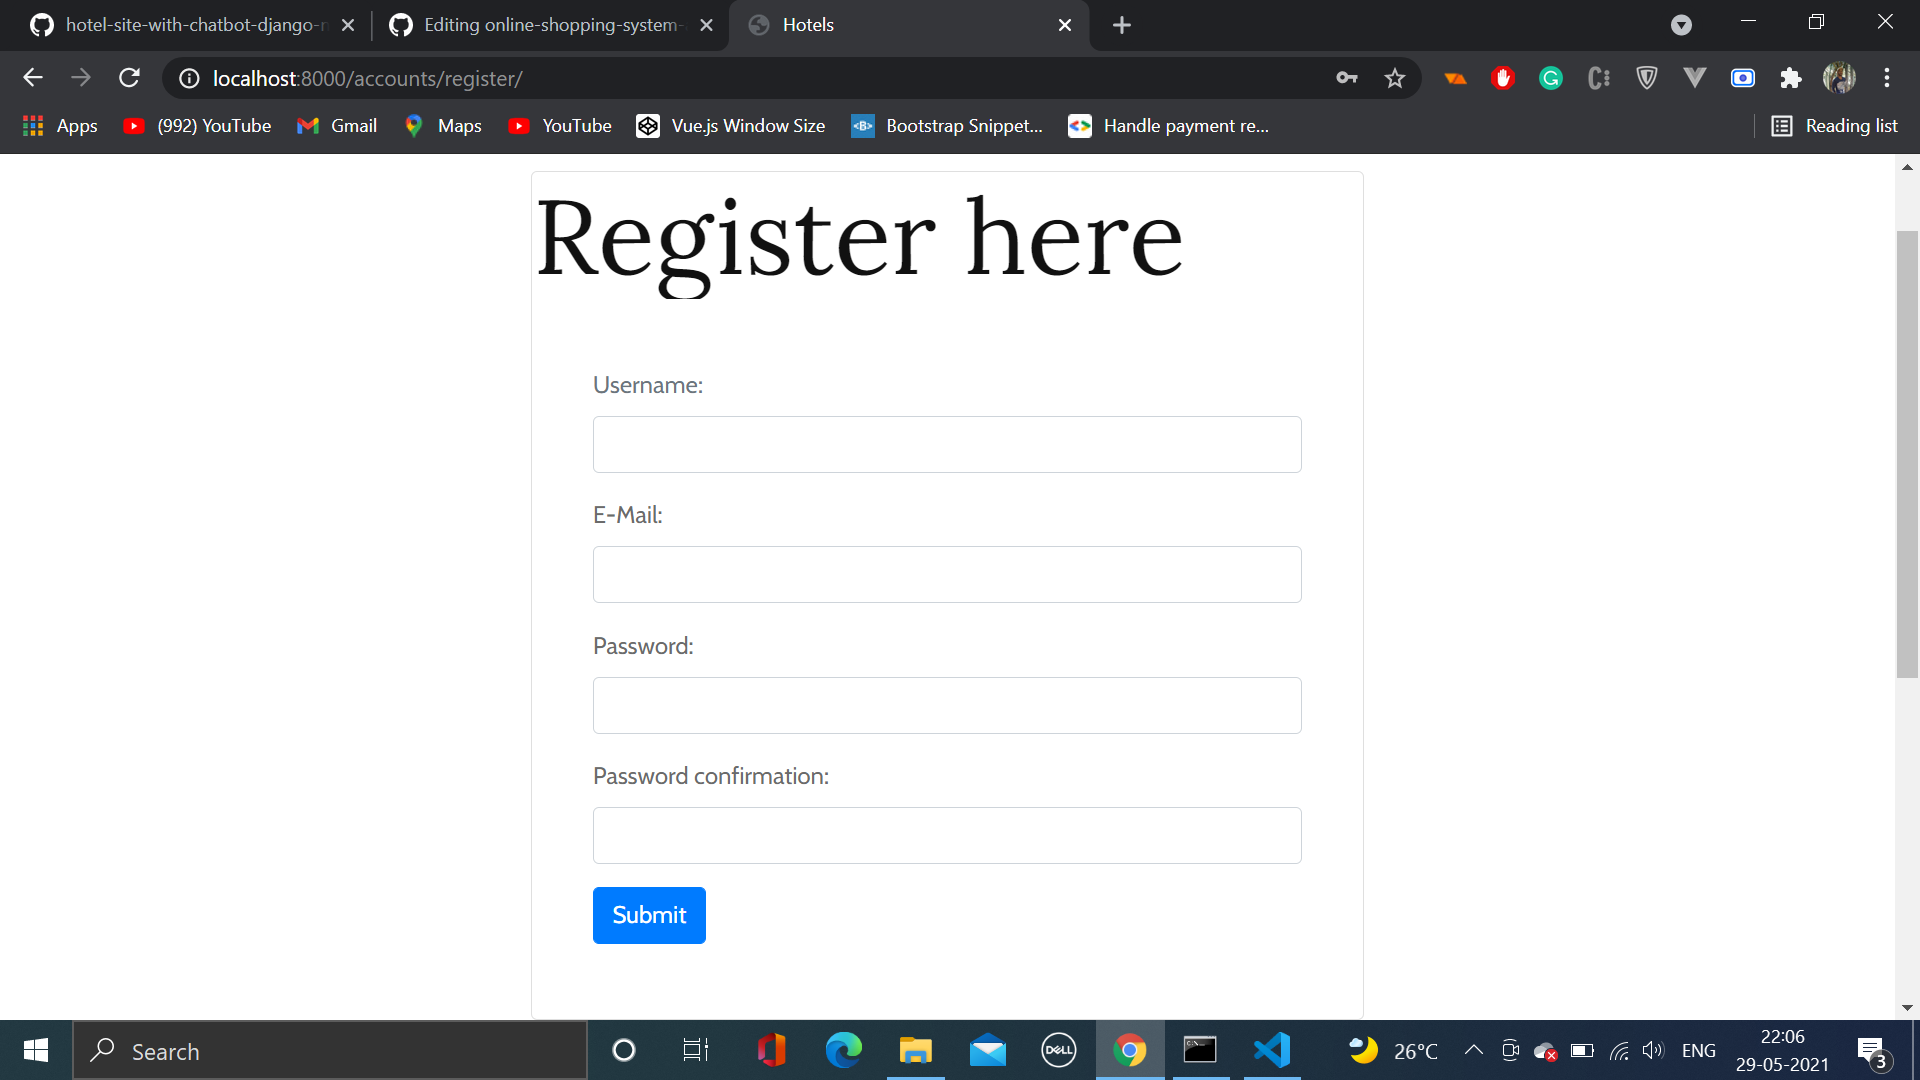 hotel-site-with-chatbot-django-
Editing online-shopping-system-
Hotels
localhost:8000/accounts/register/
Apps
(992) YouTube
Gmail
Maps
YouTube
Vue.js Window Size
Bootstrap Snippet...
Handle payment re...
Reading list
Register here
Username:
E-Mail:
Password:
Password confirmation:
Submit
Search
DELL
26°C
ENG
22:06
29-05-2021
3